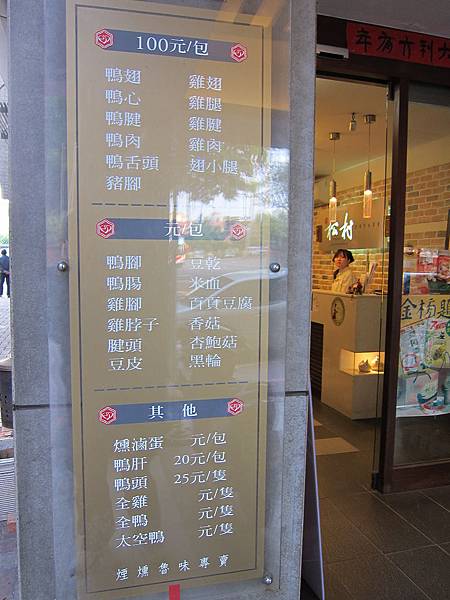 100元/包
鴨翅 雞翅
鴨心 雞腿
鴨腱 雞腱
鴨肉 雞肉
鴨舌頭 翅小腿
豬腳
元/包
鴨腳 豆乾
鴨腸 米血
雞腳 百頁豆腐
雞脖子 香菇
腱頭 杏鮑菇
豆皮 黑輪
其他
燻滷蛋 元/包
鴨肝 20元/包
鴨頭 25元/隻
全雞 元/隻
全鴨 元/隻
太空鴨 元/隻
煙燻魯味專賣
松村